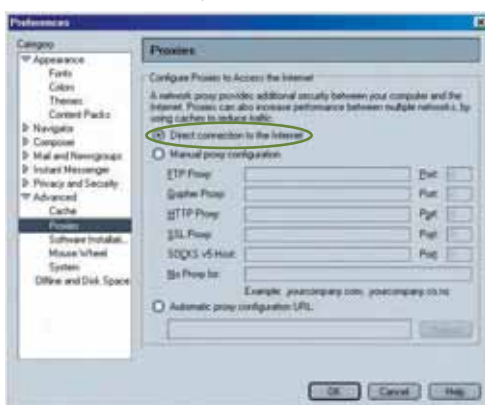 Preferences
Category
Appearance
Fonts
Colors
Themes
Content Packs
Navigator
Composer
Mail and Newsgroups
Instant Messenger
Privacy and Security
Advanced
Cache
Proxies
Software Installati...
Mouse Wheel
System
Offline and Disk Space
Proxies
Configure Proxies to Access the Internet
A network proxy provides additional security between your computer and the
Internet. Proxies can also increase performance between multiple networks, by
using caches to reduce traffic.
Direct connection to the Internet
Manual proxy configuration
FTP Proxy:
Port:
Gopher Proxy:
Port:
HTTP Proxy:
Port:
SSL Proxy:
Port:
SOCKS v5 Host:
Port:
No Proxy for:
Example: yourcompany.com, yourcompany.co.nz
Automatic proxy configuration URL:
OK
Cancel
Help